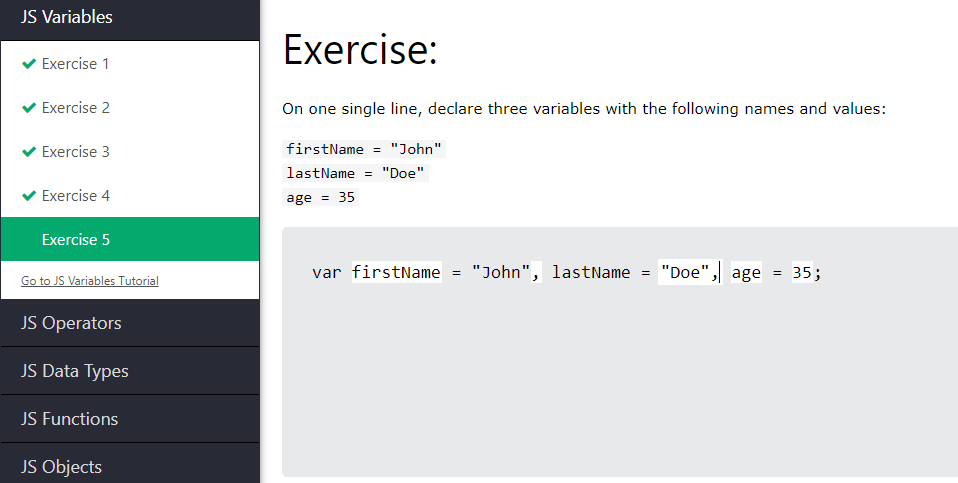 JS Variables
Exercise 1
Exercise 2
Exercise 3
Exercise 4
Exercise 5
Go to JS Variables Tutorial
JS Operators
JS Data Types
JS Functions
JS Objects
Exercise:
On one single line, declare three variables with the following names and values:
firstName = "John"
lastName = "Doe"
age = 35
var firstName = "John", lastName = "Doe", age = 35;